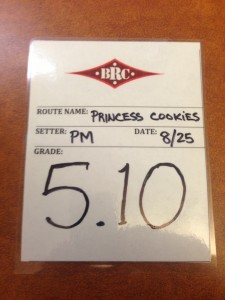 BRC
ROUTE NAME: PRINCESS COOKIES
SETTER: PM DATE: 8/25
GRADE:
5.10